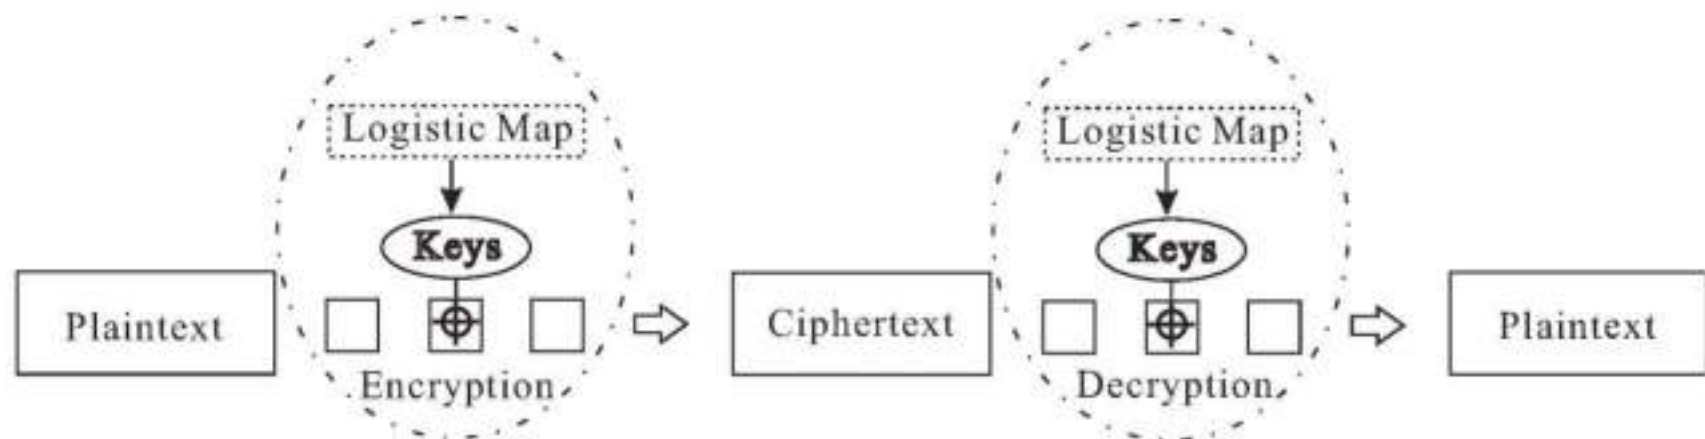 Logistic Map
Logistic Map
Keys
Keys
Plaintext
Ciphertext
Plaintext
Encryption
Decryption